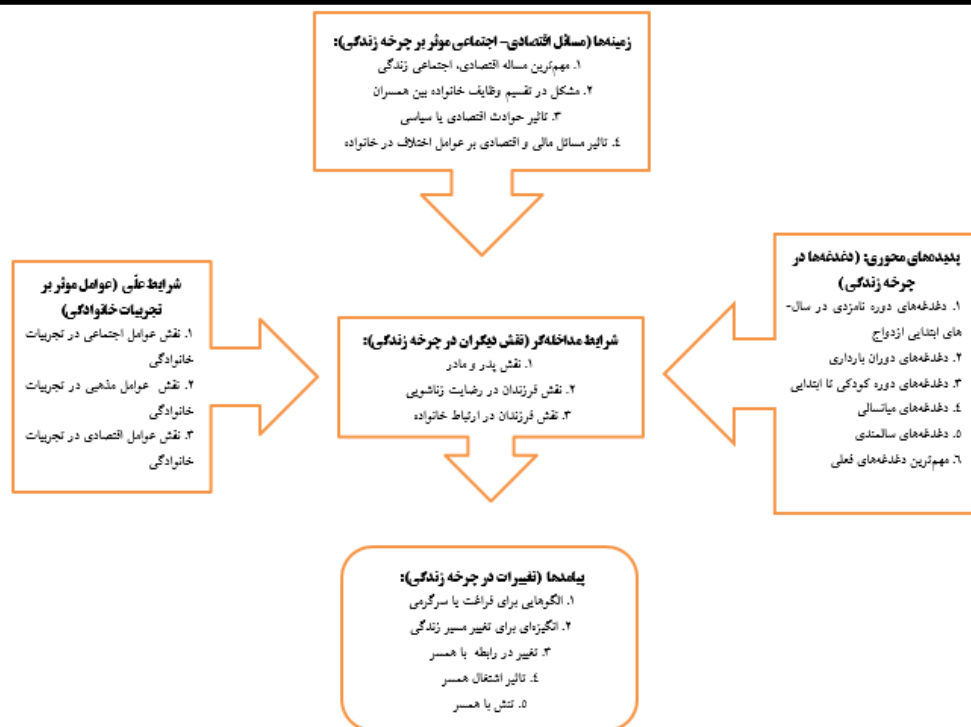 زمینه‌ها (مسائل اقتصادی- اجتماعی موثر بر چرخه زندگی):
۱. مهم‌ترین مساله اقتصادی، اجتماعی زندگی
۲. مشکل در تقسیم وظایف خانواده بین همسران
۳. تاثیر حوادث اقتصادی یا سیاسی
٤. تاثیر مسائل مالی و اقتصادی بر عوامل اختلاف در خانواده
پدیده‌های محوری: (دغدغه‌ها در
چرخه زندگی)
۱. دغدغه‌های دوره نامزدی در سال-
های ابتدایی ازدواج
۲. دغدغه‌های دوران بارداری
۳. دغدغه‌های دوره کودکی تا ابتدایی
٤. دغدغه‌های میانسالی
۵. دغدغه‌های سالمندی
٦. مهم‌ترین دغدغه‌های فعلی
شرایط مداخله‌گر (نقش دیگران در چرخه زندگی):
۱. نقش پدر و مادر
۲. نقش فرزندان در رضایت زناشویی
۳. نقش فرزندان در ارتباط خانواده
شرایط علّی (عوامل موثر بر
تجربیات خانوادگی)
۱. نقش عوامل اجتماعی در تجربیات
خانوادگی
۲. نقش عوامل مذهبی در تجربیات
خانوادگی
۳. نقش عوامل اقتصادی در تجربیات
خانوادگی
پیامدها (تغییرات در چرخه زندگی):
۱. الگوهایی برای فراغت یا سرگرمی
۲. انگیزه‌ای برای تغییر مسیر زندگی
۳. تغییر در رابطه با همسر
٤. تاثیر اشتغال همسر
۵. تنش با همسر